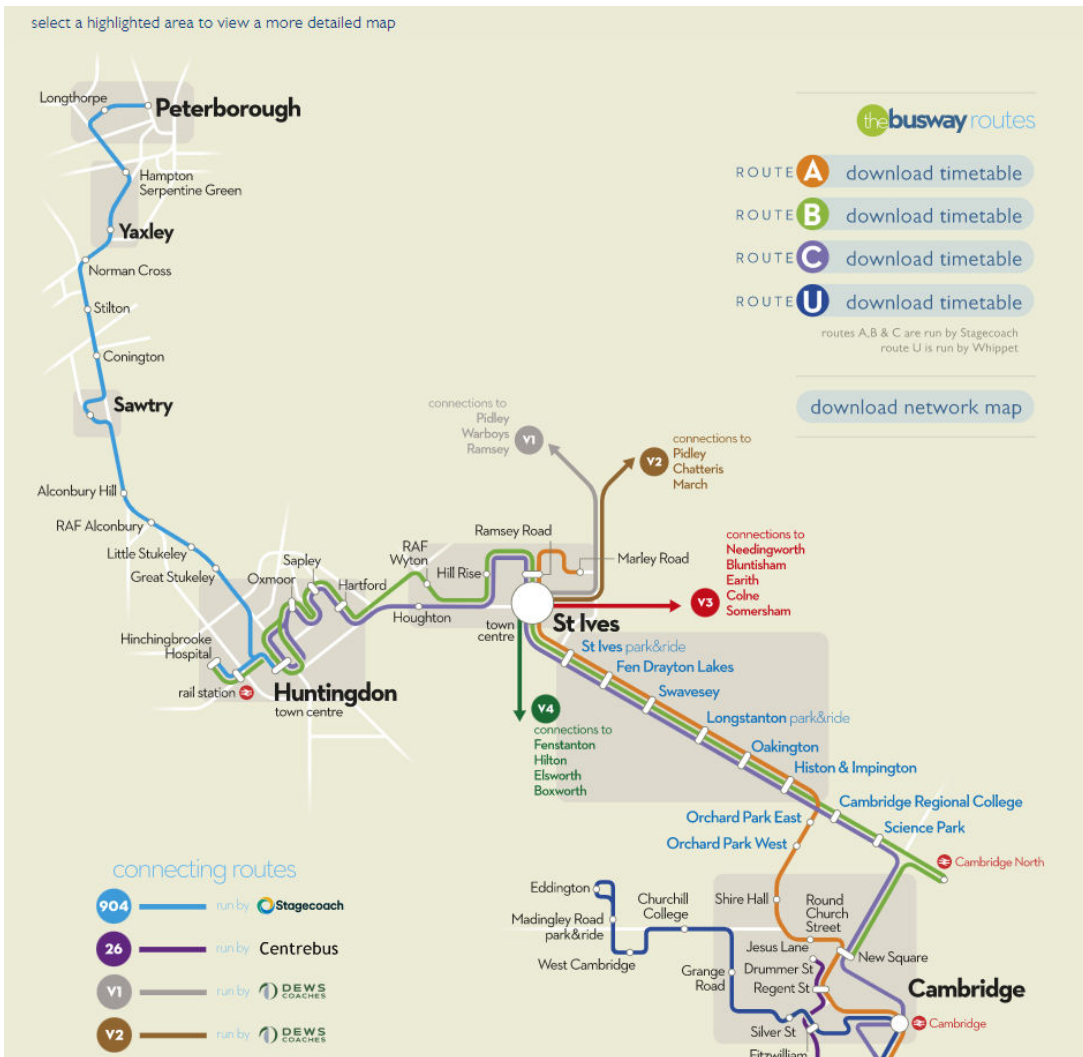 select a highlighted area to view a more detailed map
Longthorpe
Peterborough
Hampton
Serpentine Green
Yaxley
Norman Cross
Stilton
Conington
Sawtry
Alconbury Hill
RAF Alconbury
Little Stukeley
Great Stukeley
thebusway routes
ROUTE A download timetable
ROUTE B download timetable
ROUTE C download timetable
ROUTE U download timetable
routes A,B & C are run by Stagecoach
route U is run by Whippet
download network map
connections to
Pidley
Warboys
Ramsey
V1
V2
connections to
Pidley
Chatteris
March
Ramsey Road
Marley Road
RAF
Wyton
Hill Rise
Sapley
Oxmoor
Hartford
Houghton
town
centre
St Ives
V3
connections to
Needingworth
Bluntisham
Earith
Colne
Somersham
Hinchingbrooke
Hospital
rail station
Huntingdon
town centre
V4
connections to
Fenstanton
Hilton
Elsworth
Boxworth
St Ives park&ride
Fen Drayton Lakes
Swavesey
Longstanton park&ride
Oakington
Histon & Impington
Cambridge Regional College
Science Park
Orchard Park East
Orchard Park West
Cambridge North
Eddington
Madingley Road
park&ride
West Cambridge
Churchill
College
Shire Hall
Round
Church
Street
Jesus Lane
New Square
Drummer St
Regent St
Grange
Road
Cambridge
Silver St
Cambridge
Fitzwilliam
connecting routes
904 run by Stagecoach
26 run by Centrebus
V1 run by DEWS COACHES
V2 run by DEWS COACHES